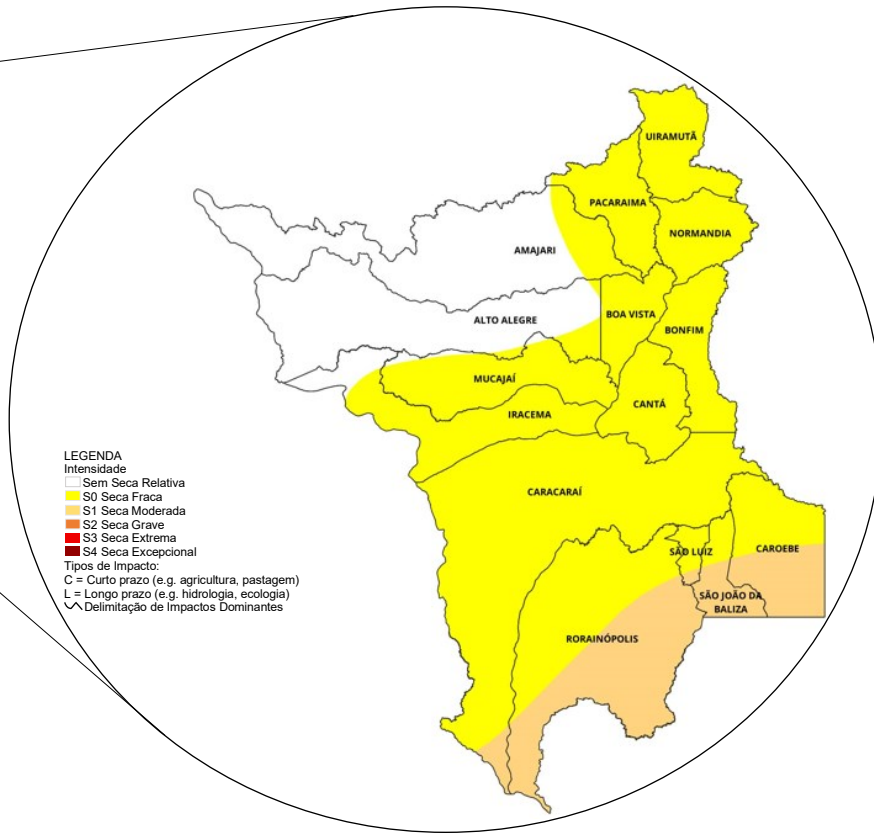 UIRAMUTÃ
PACARAIMA
NORMANDIA
AMAJARI
ALTO ALEGRE
BOA VISTA
BONFIM
MUCAJAÍ
CANTÁ
IRACEMA
LEGENDA
Intensidade
Sem Seca Relativa
S0 Seca Fraca
S1 Seca Moderada
S2 Seca Grave
S3 Seca Extrema
S4 Seca Excepcional
Tipos de Impacto:
C = Curto prazo (e.g. agricultura, pastagem)
L = Longo prazo (e.g. hidrologia, ecologia)
Delimitação de Impactos Dominantes
CARACARAÍ
SÃO LUIZ
CAROEBE
SÃO JOÃO DA
BALIZA
RORAINÓPOLIS